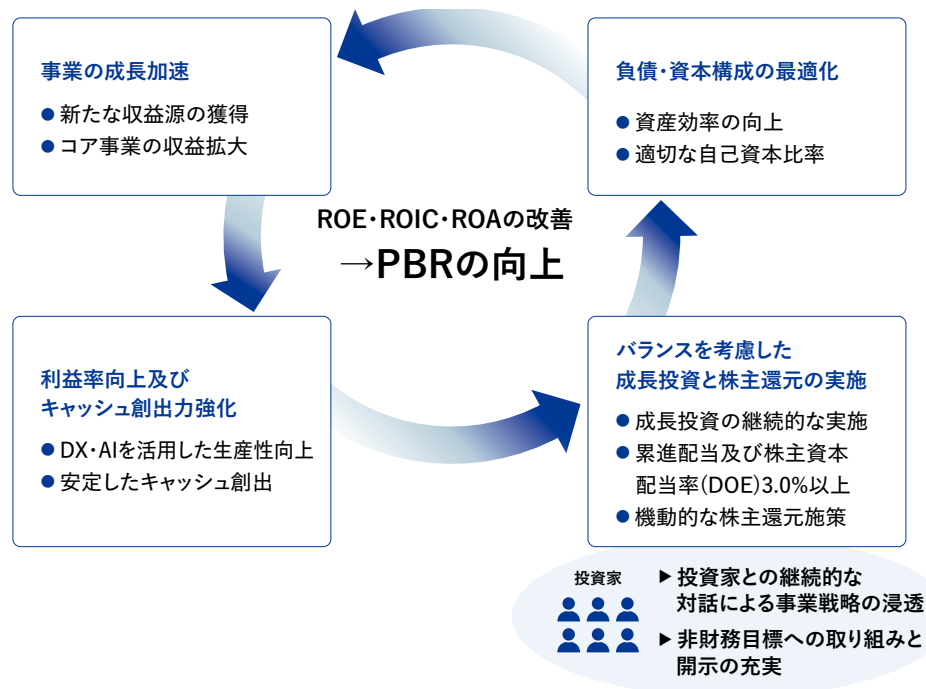 事業の成長加速
● 新たな収益源の獲得
● コア事業の収益拡大
負債・資本構成の最適化
● 資産効率の向上
● 適切な自己資本比率
ROE・ROIC・ROAの改善
→PBRの向上
利益率向上及び
キャッシュ創出力強化
● DX・AIを活用した生産性向上
● 安定したキャッシュ創出
バランスを考慮した
成長投資と株主還元の実施
● 成長投資の継続的な実施
● 累進配当及び株主資本
配当率(DOE)3.0%以上
● 機動的な株主還元施策
投資家
▶ 投資家との継続的な
対話による事業戦略の浸透
▶ 非財務目標への取り組みと
開示の充実